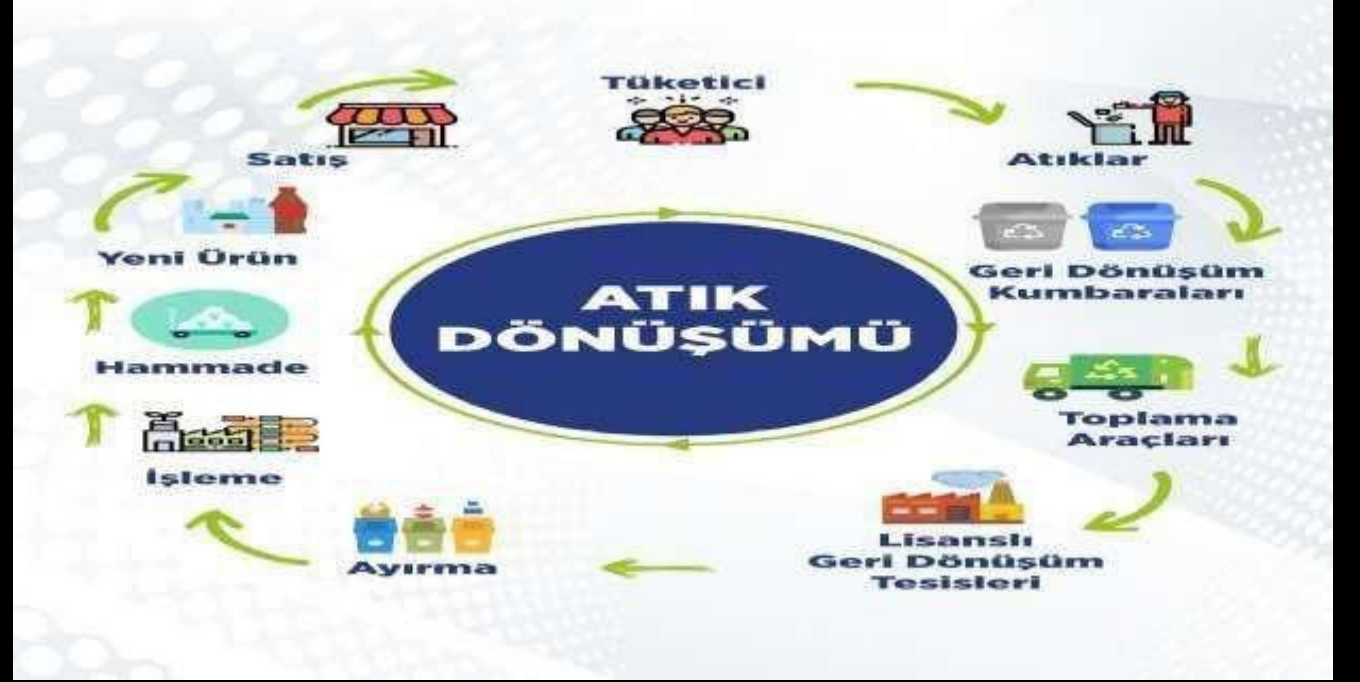 Tüketici
Satış
Atıklar
Yeni Ürün
Geri Dönüşüm
Kumbaraları
ATIK
DÖNÜŞÜMÜ
Hammade
Toplama
Araçları
İşleme
Lisanslı
Geri Dönüşüm
Tesisleri
Ayırma